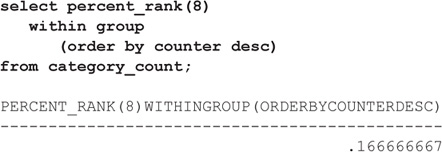 select percent_rank(8)
within group
(order by counter desc)
from category_count;
PERCENT_RANK(8)WITHINGROUP(ORDERBYCOUNTERDESC)
----------------------------------------------
.166666667